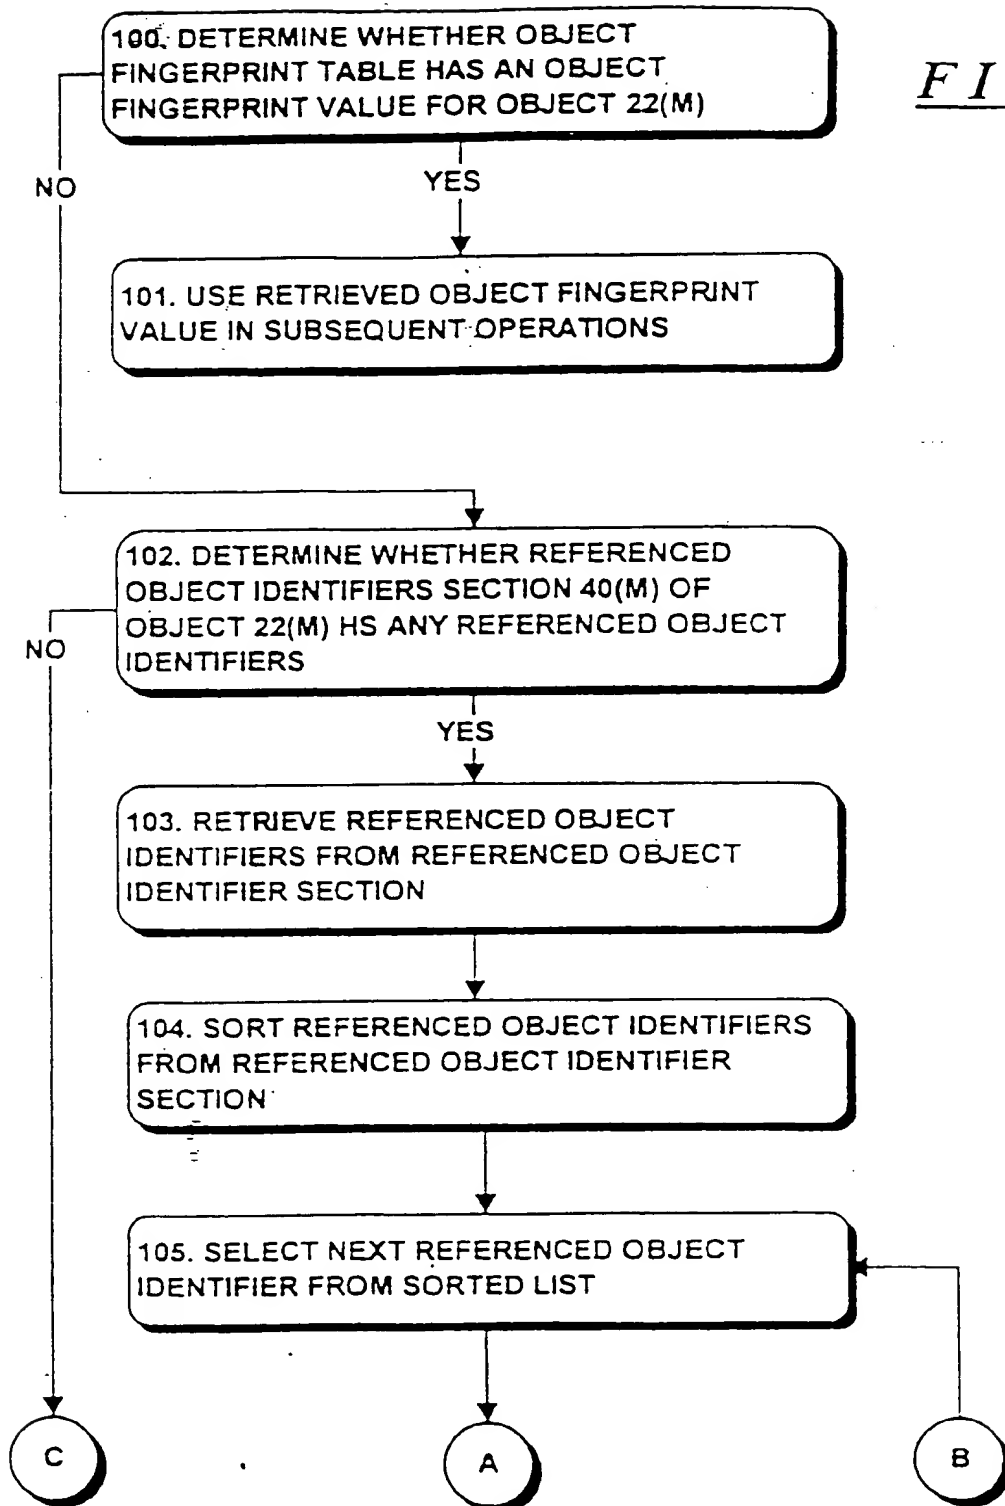 100. DETERMINE WHETHER OBJECT
FINGERPRINT TABLE HAS AN OBJECT
FINGERPRINT VALUE FOR OBJECT 22(M)
F I
NO
YES
101. USE RETRIEVED OBJECT FINGERPRINT
VALUE IN SUBSEQUENT OPERATIONS
102. DETERMINE WHETHER REFERENCED
OBJECT IDENTIFIERS SECTION 40(M) OF
OBJECT 22(M) HS ANY REFERENCED OBJECT
IDENTIFIERS
NO
YES
103. RETRIEVE REFERENCED OBJECT
IDENTIFIERS FROM REFERENCED OBJECT
IDENTIFIER SECTION
104. SORT REFERENCED OBJECT IDENTIFIERS
FROM REFERENCED OBJECT IDENTIFIER
SECTION
105. SELECT NEXT REFERENCED OBJECT
IDENTIFIER FROM SORTED LIST
C
A
B